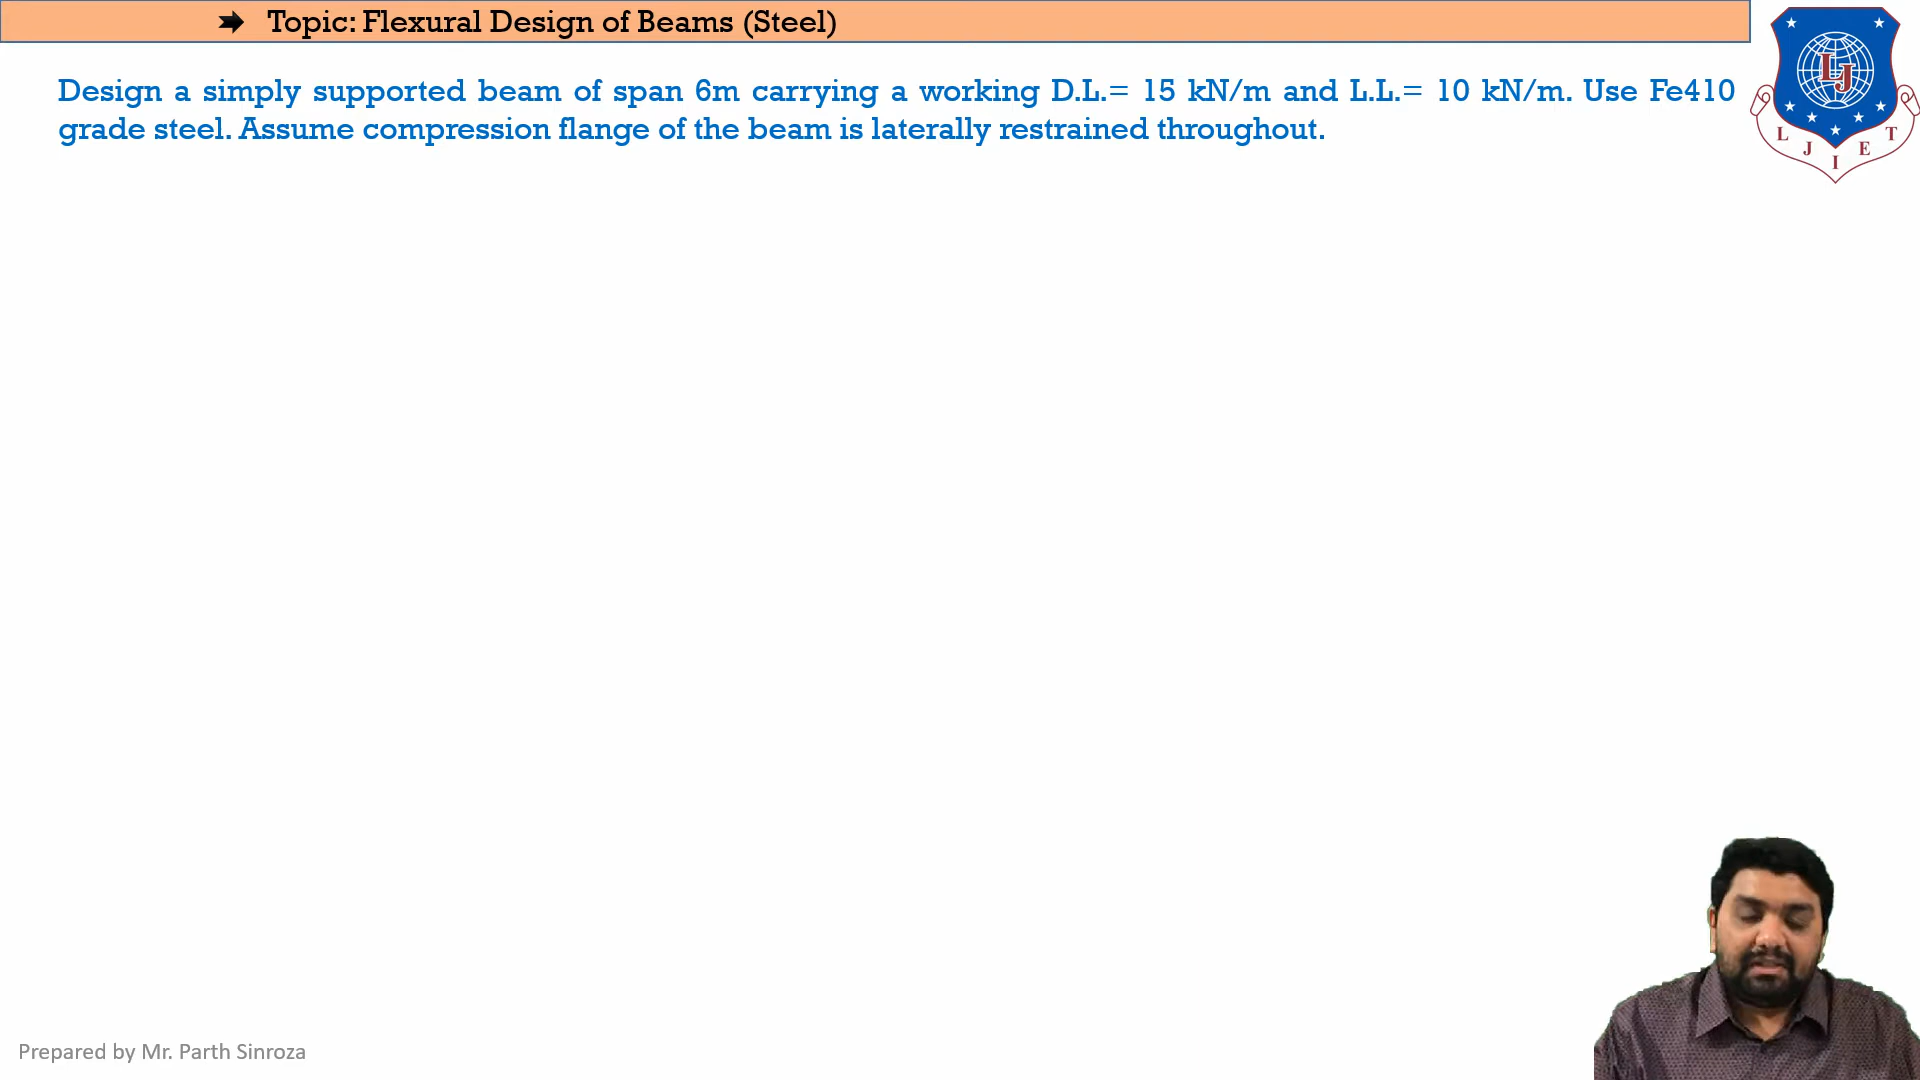 Topic: Flexural Design of Beams (Steel)
Design a simply supported beam of span 6m carrying a working D.L.= 15 kN/m and L.L.= 10 kN/m. Use Fe410
grade steel. Assume compression flange of the beam is laterally restrained throughout.
LJ
L J I E T
Prepared by Mr. Parth Sinroza